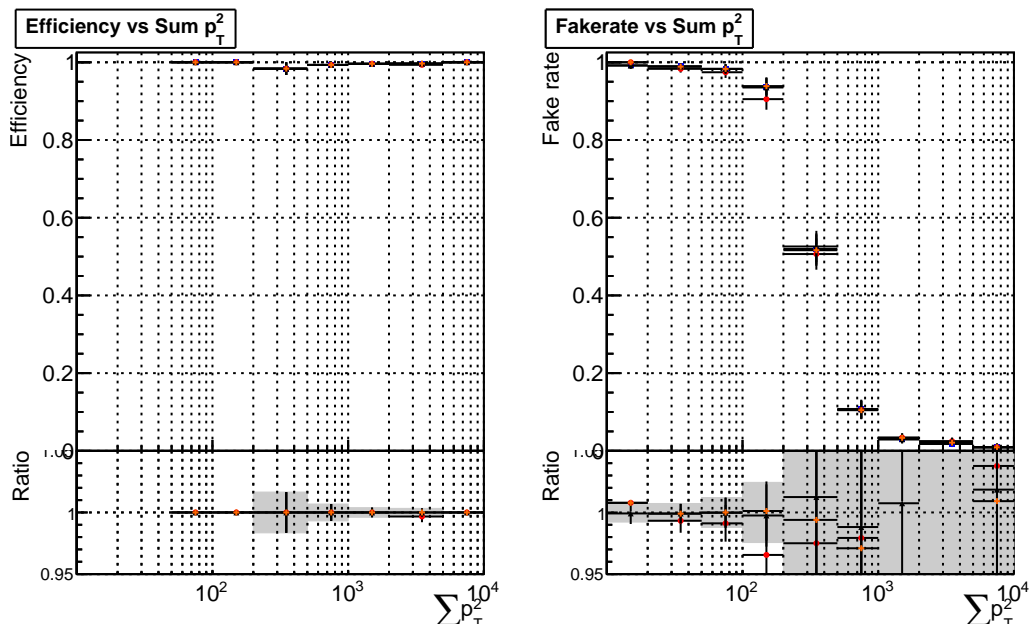 Efficiency vs Sum p_T^2
Efficiency
1
0.8
0.6
0.4
0.2
Ratio
1
0.95
10^2
10^3
10^4
∑p_T^2
Fakerate vs Sum p_T^2
Fake rate
1
0.8
0.6
0.4
0.2
Ratio
1
0.95
10^2
10^3
10^4
∑p_T^2